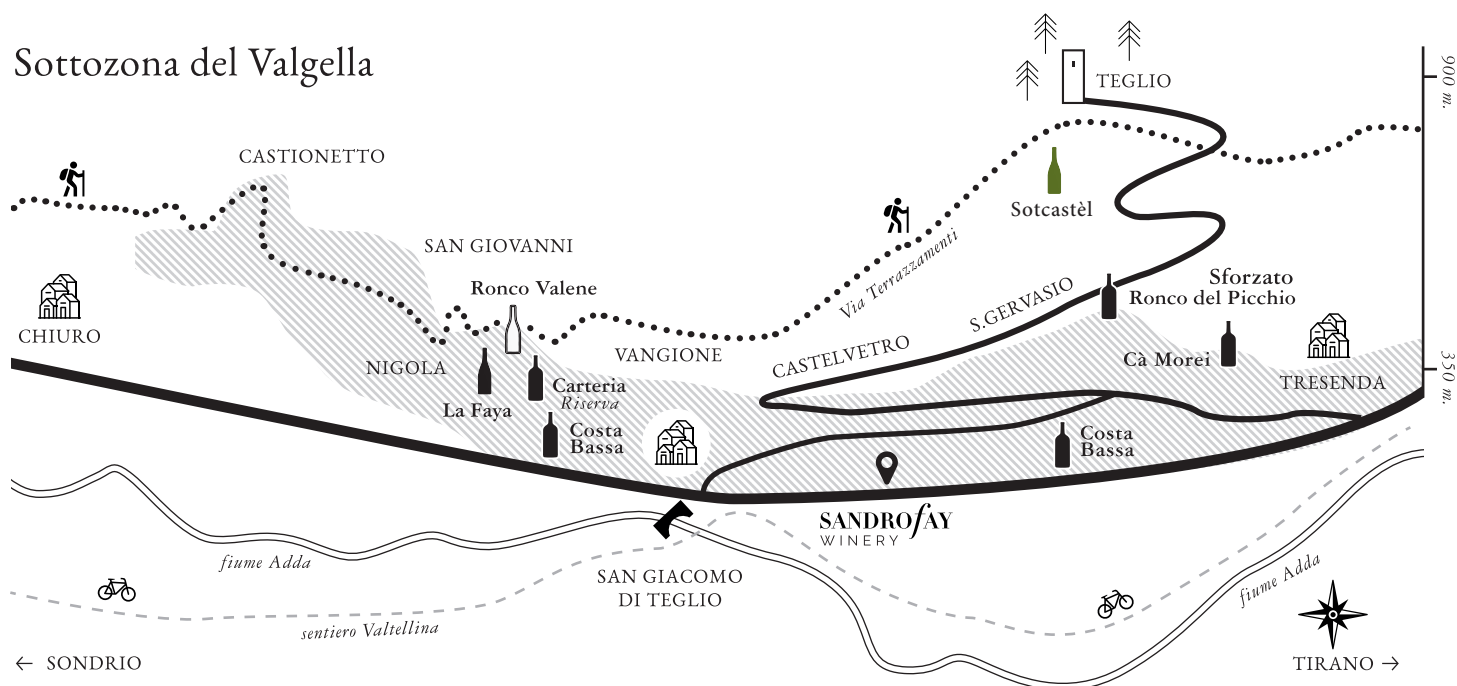 Sottozona del Valgella
TEGLIO
900 m.
CASTIONETTO
Sotcastèl
SAN GIOVANNI
Via Terrazzamenti
Ronco Valene
S.GERVASIO
Sforzato
Ronco del Picchio
CHIURO
NIGOLA
VANGIONE
CASTELVETRO
Cà Morei
TRESENDA
350 m.
La Faya
Carteria
Riserva
Costa
Bassa
Costa
Bassa
SANDROFAY
WINERY
fiume Adda
SAN GIACOMO
DI TEGLIO
fiume Adda
sentiero Valtellina
← SONDRIO
TIRANO →